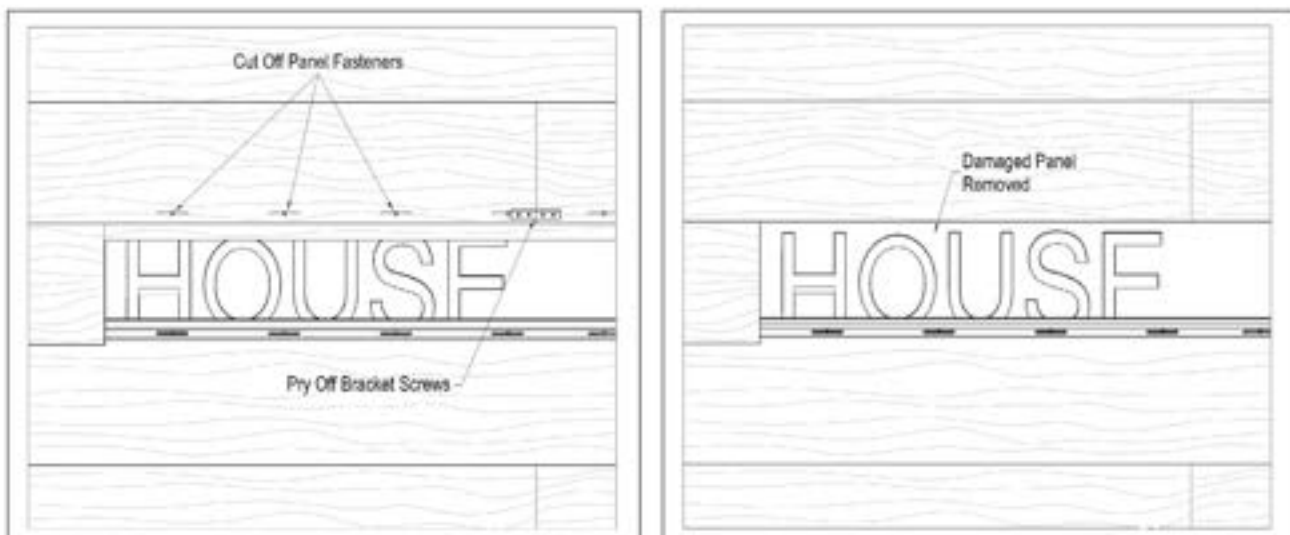 Cut Off Panel Fasteners
HOUSE
Pry Off Bracket Screws
Damaged Panel
Removed
HOUSE